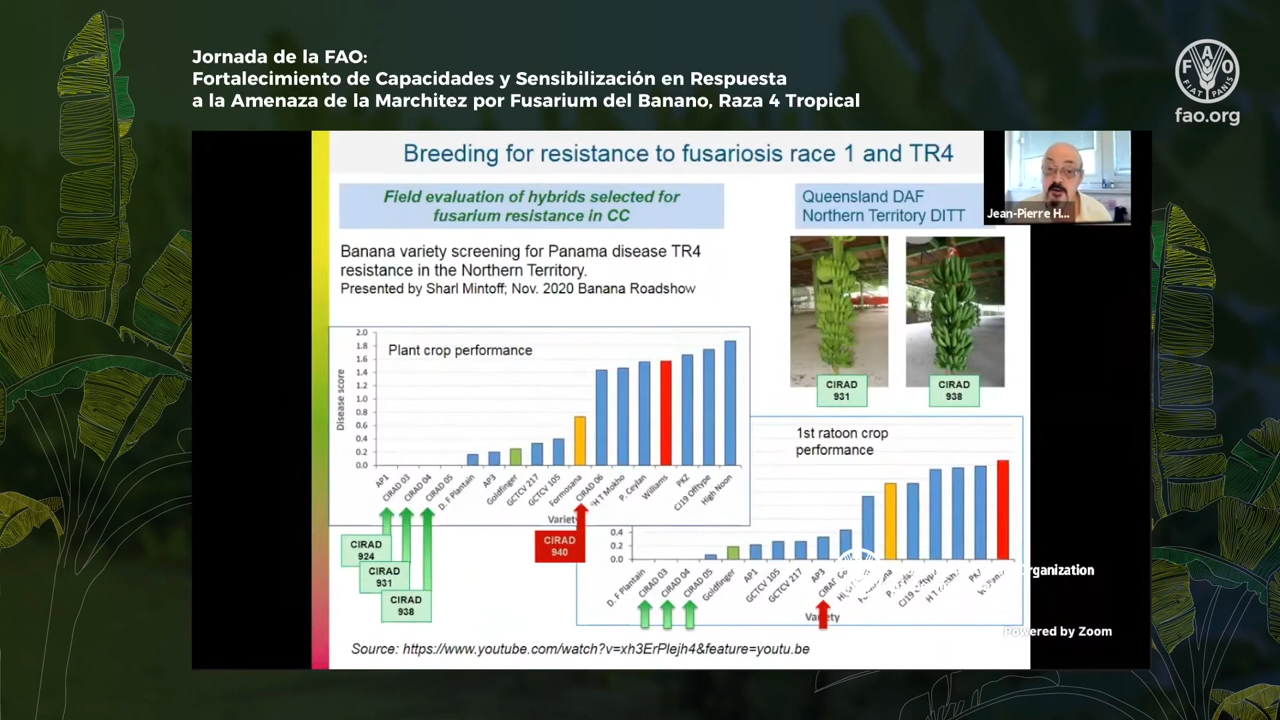 Jornada de la FAO:
Fortalecimiento de Capacidades y Sensibilización en Respuesta
a la Amenaza de la Marchitez por Fusarium del Banano, Raza 4 Tropical
FAO
FIAT PANIS
fao.org
Breeding for resistance to fusariosis race 1 and TR4
Jean-Pierre H...
Field evaluation of hybrids selected for
fusarium resistance in CC
Queensland DAF
Northern Territory DITT
Banana variety screening for Panama disease TR4
resistance in the Northern Territory.
Presented by Sharl Mintoff; Nov. 2020 Banana Roadshow
CIRAD
931
CIRAD
938
Plant crop performance
Disease score
2.0
1.8
1.6
1.4
1.2
1.0
0.8
0.6
0.4
0.2
0.0
AP1
CIRAD 03
CIRAD 04
CIRAD 05
D. F Plantain
AP3
Goldfinger
GCTCV 217
GCTCV 105
Formosana
CIRAD 06
H T Mokho
P. Ceylan
Williams
PKZ
CJ19 Offtype
High Noon
CIRAD
924
CIRAD
931
CIRAD
938
CIRAD
940
1st ratoon crop
performance
0.4
0.2
0.0
D. F Plantain
CIRAD 03
CIRAD 04
CIRAD 05
Goldfinger
AP1
GCTCV 105
GCTCV 217
AP3
CJ19 Offtype
Organization
Powered by Zoom
Source: https://www.youtube.com/watch?v=xh3ErPlejh4&feature=youtu.be